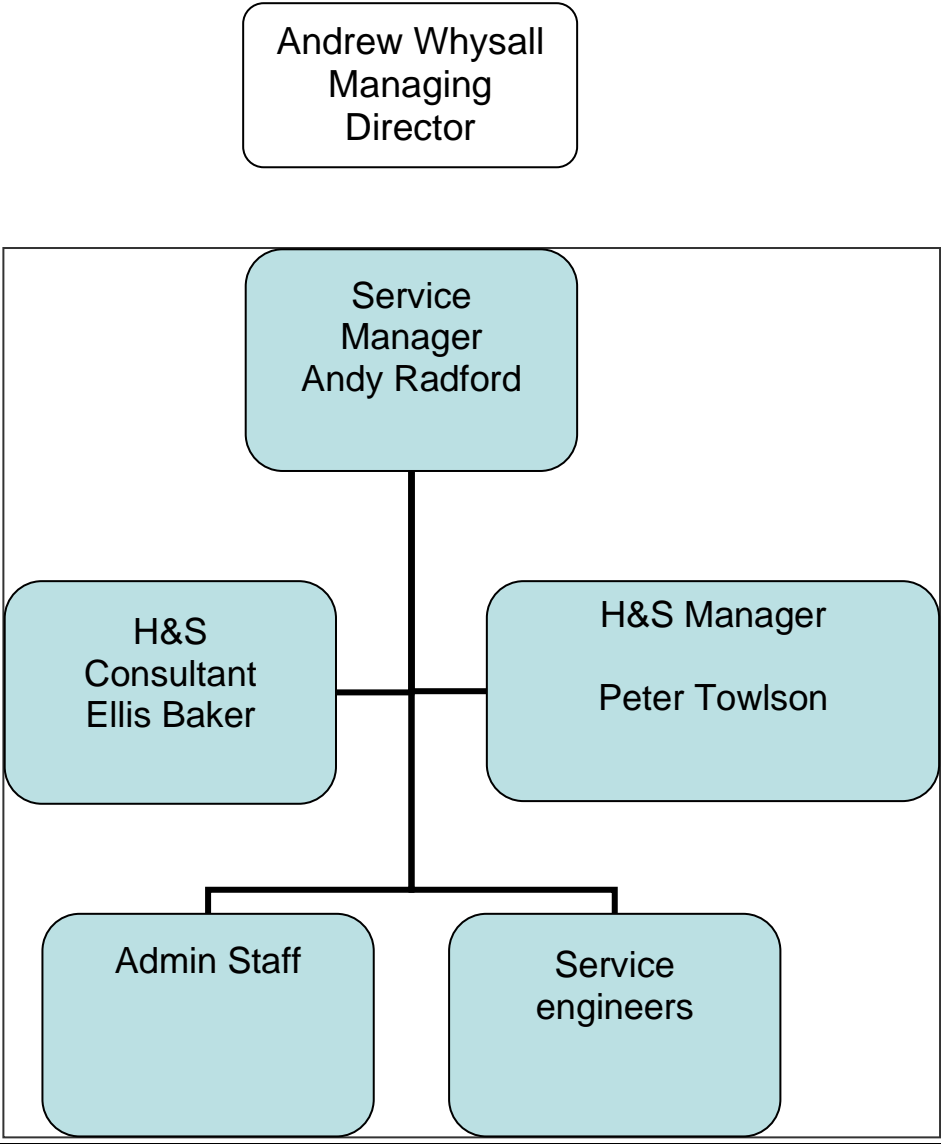 Andrew Whysall
Managing
Director
Service
Manager
Andy Radford
H&S
Consultant
Ellis Baker
H&S Manager
Peter Towlson
Admin Staff
Service
engineers